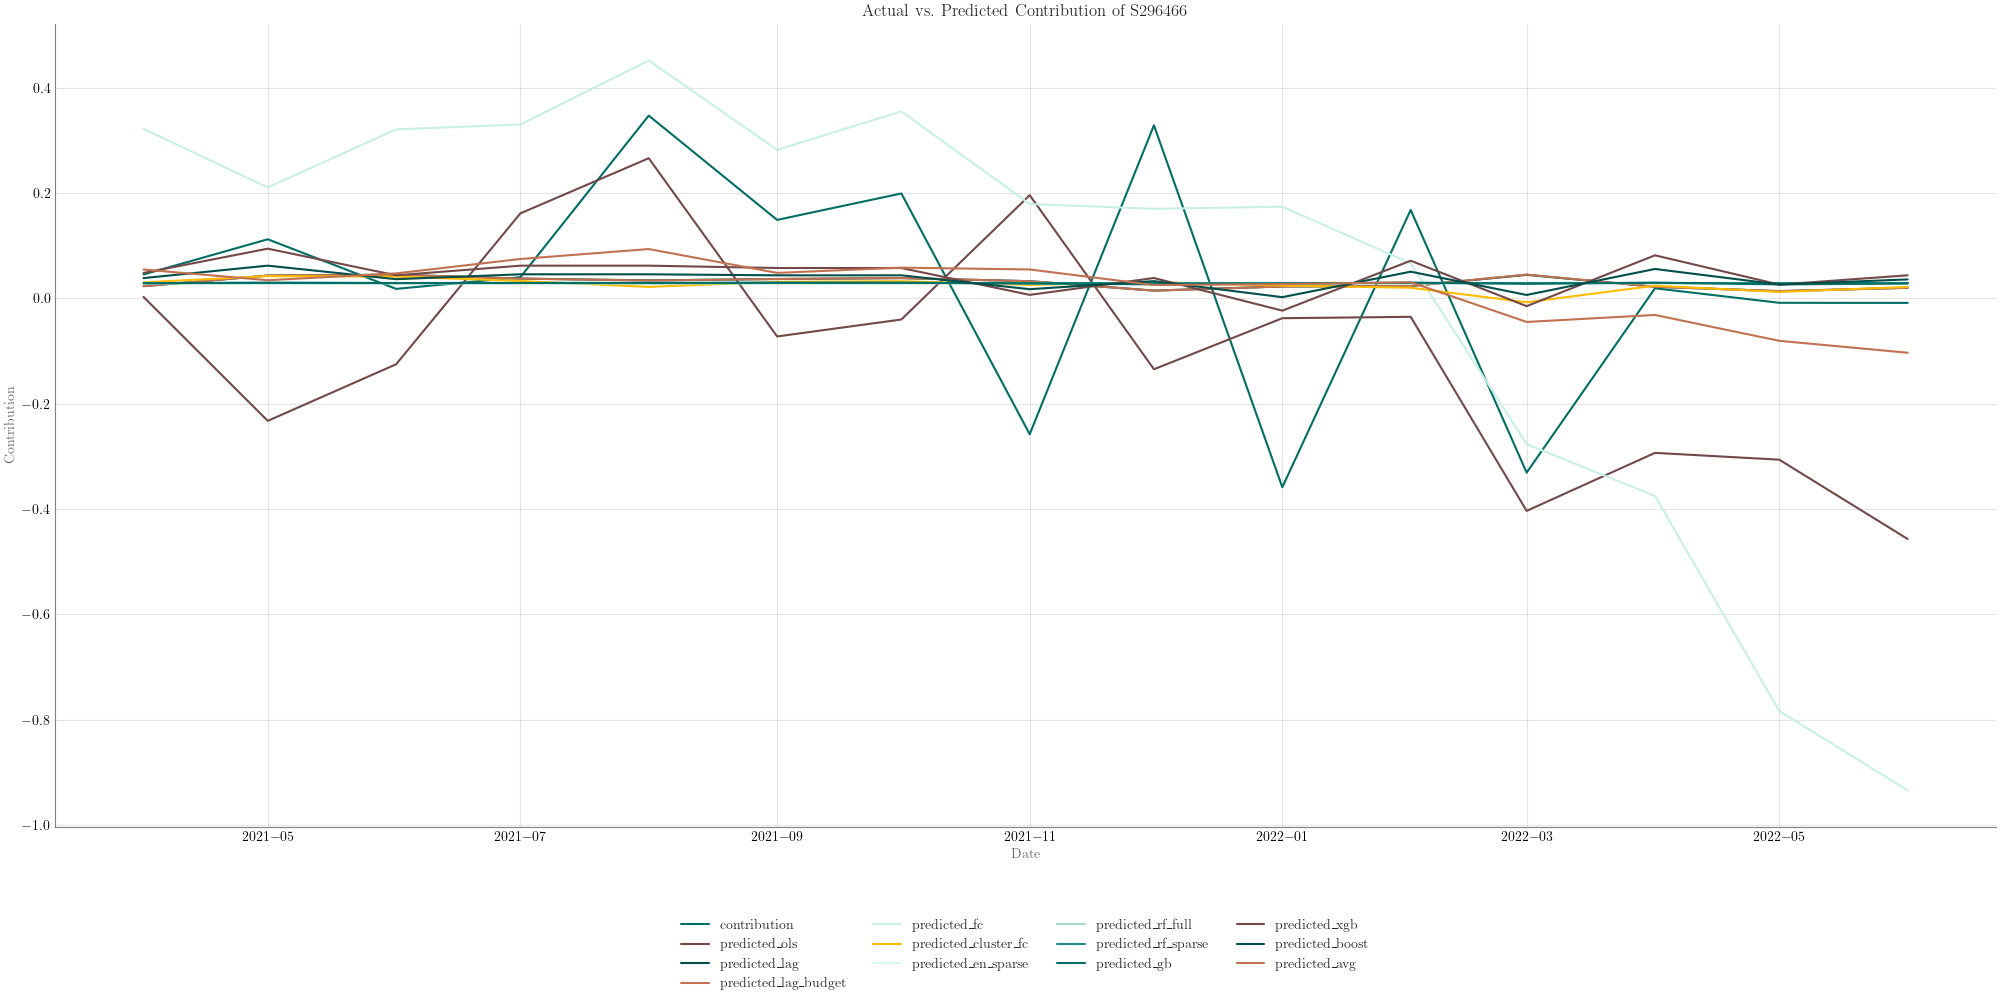 Actual vs. Predicted Contribution of S296466
0.4
0.2
0.0
−0.2
−0.4
−0.6
−0.8
−1.0
Contribution
2021−05 2021−07 2021−09 2021−11 2022−01 2022−03 2022−05
Date
contribution predicted_fc predicted_rf_full predicted_xgb
predicted_ols predicted_cluster_fc predicted_rf_sparse predicted_boost
predicted_lag predicted_en_sparse predicted_gb predicted_avg
predicted_lag_budget